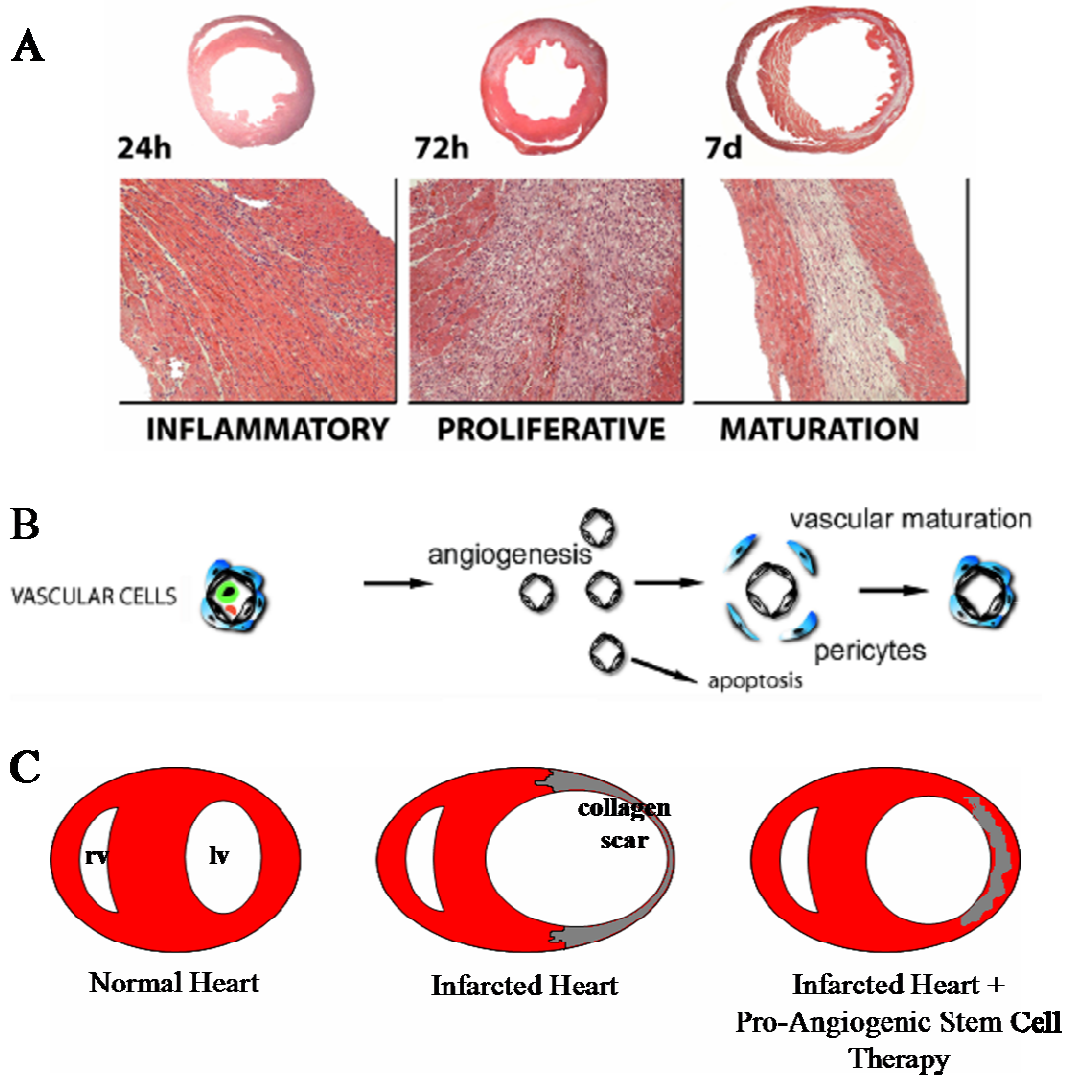 A
24h
72h
7d
INFLAMMATORY
PROLIFERATIVE
MATURATION
B
VASCULAR CELLS
angiogenesis
apoptosis
vascular maturation
pericytes
C
rv
lv
Normal Heart
collagen
scar
Infarcted Heart
Infarcted Heart +
Pro-Angiogenic Stem Cell
Therapy